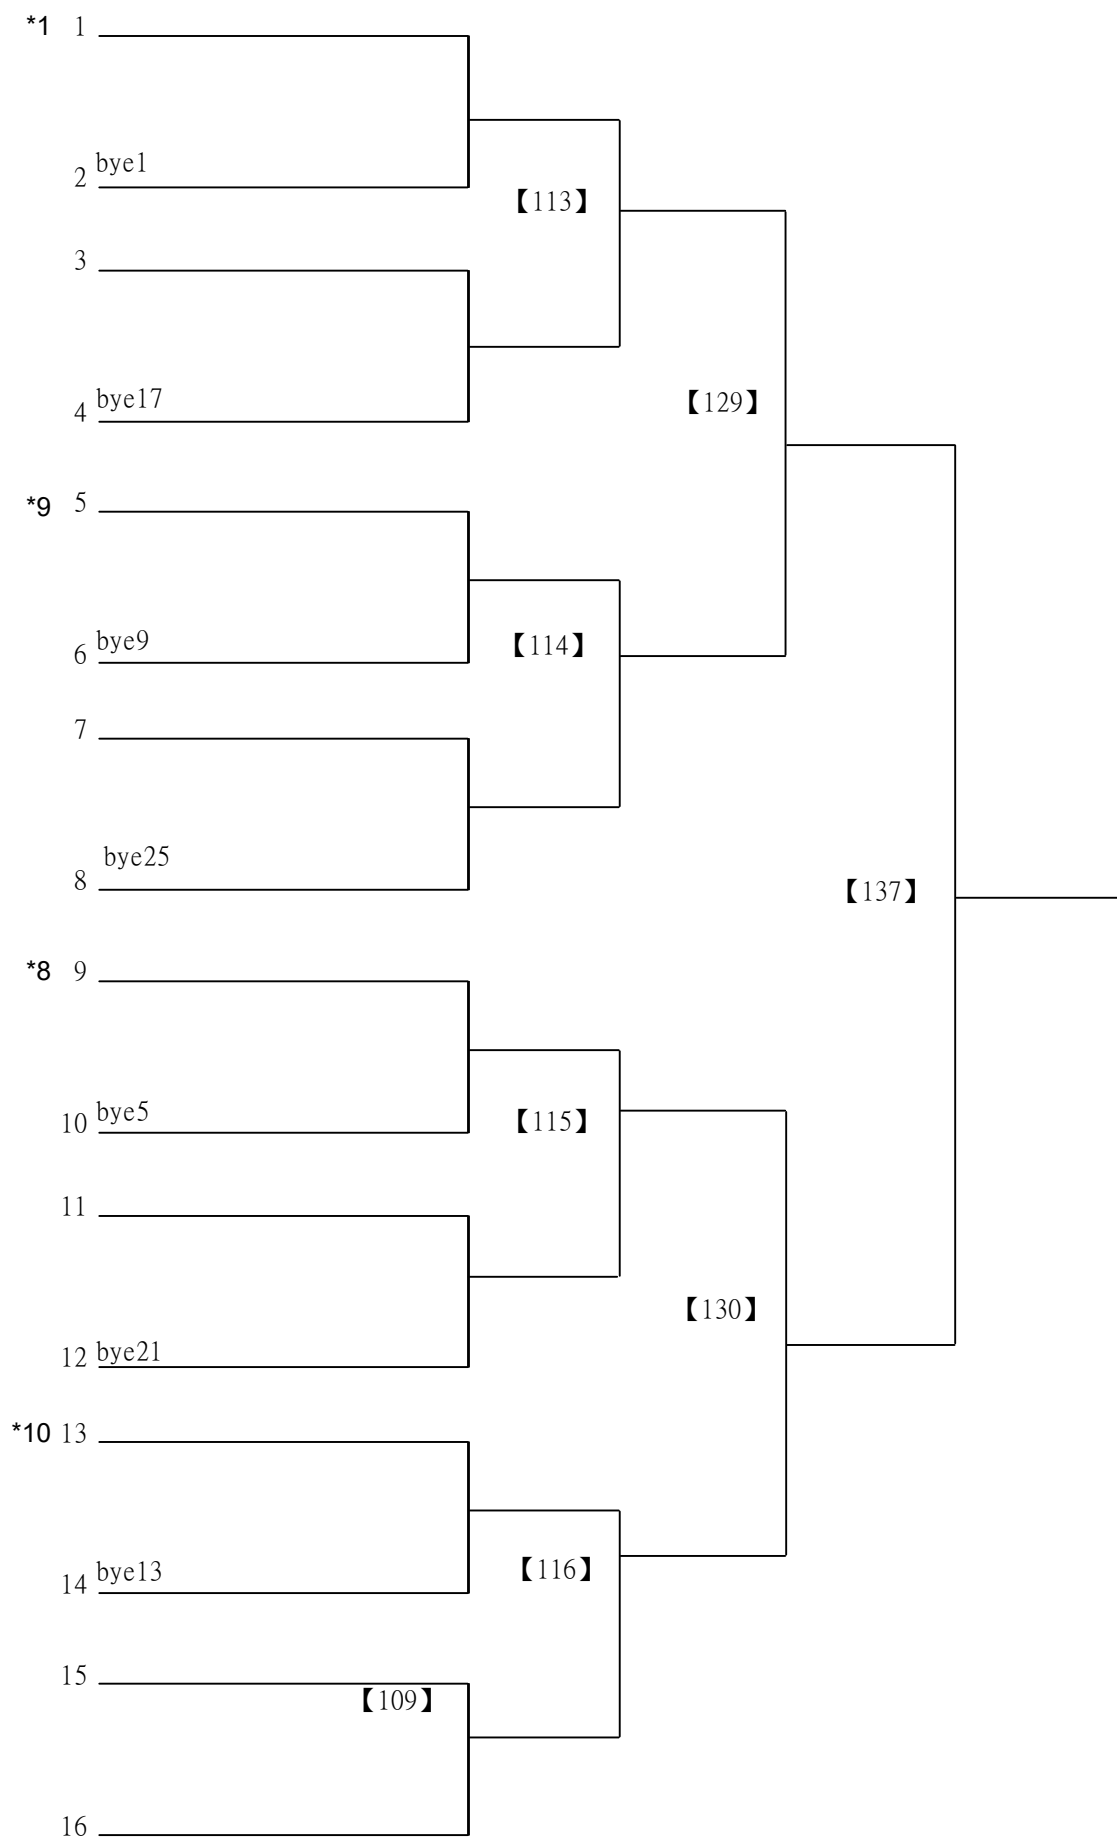 *1 1
2 bye1
【113】
3
4 bye17
【129】
*9 5
6 bye9
【114】
7
8 bye25
【137】
*8 9
10 bye5
【115】
11
【130】
12 bye21
*10 13
14 bye13
【116】
15
【109】
16